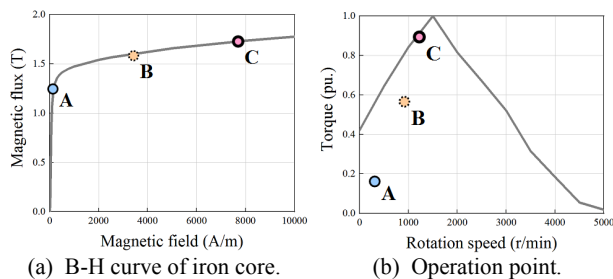 Magnetic flux (T)
2.0
1.5
1.0
0.5
0.0
0
2000
4000
6000
8000
10000
A
B
C
Magnetic field (A/m)
(a) B-H curve of iron core.
Torque (pu.)
1.0
0.8
0.6
0.4
0.2
0.0
0
1000
2000
3000
4000
5000
C
B
A
Rotation speed (r/min)
(b) Operation point.